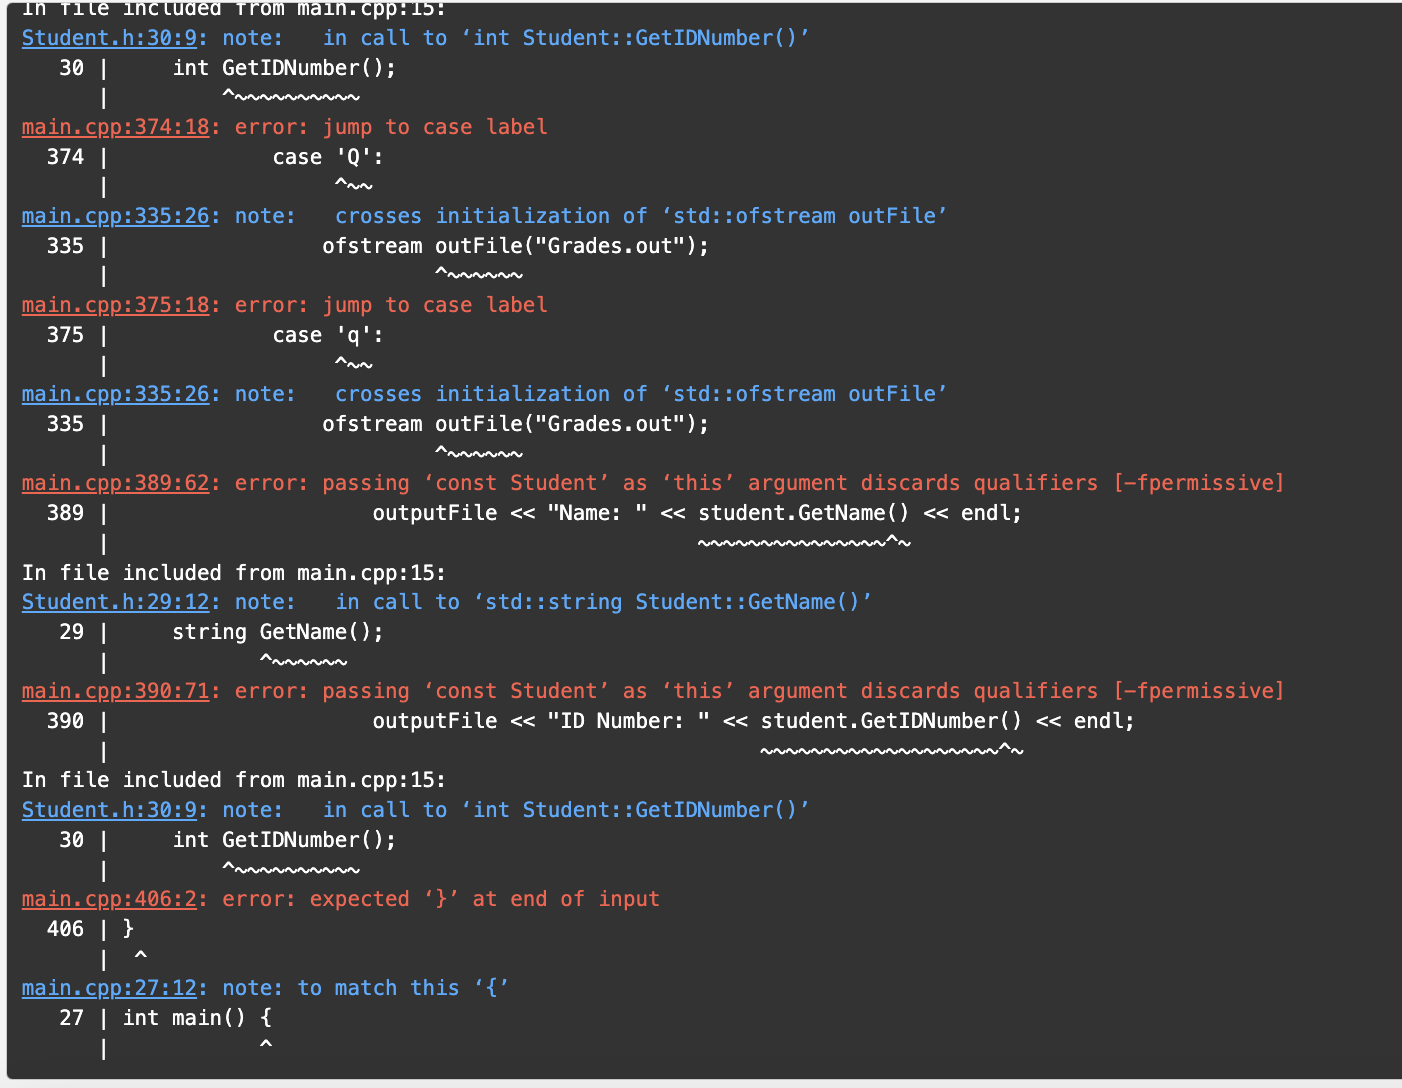 In file included from main.cpp:15:
Student.h:30:9: note:   in call to ‘int Student::GetIDNumber()’
   30 |     int GetIDNumber();
      |         ^~~~~~~~~~~
main.cpp:374:18: error: jump to case label
  374 |             case 'Q':
      |                  ^~~
main.cpp:335:26: note:   crosses initialization of ‘std::ofstream outFile’
  335 |                 ofstream outFile("Grades.out");
      |                          ^~~~~~~
main.cpp:375:18: error: jump to case label
  375 |             case 'q':
      |                  ^~~
main.cpp:335:26: note:   crosses initialization of ‘std::ofstream outFile’
  335 |                 ofstream outFile("Grades.out");
      |                          ^~~~~~~
main.cpp:389:62: error: passing ‘const Student’ as ‘this’ argument discards qualifiers [-fpermissive]
  389 |                     outputFile << "Name: " << student.GetName() << endl;
      |                                               ~~~~~~~~~~~~~~~^~
In file included from main.cpp:15:
Student.h:29:12: note:   in call to ‘std::string Student::GetName()’
   29 |     string GetName();
      |            ^~~~~~~
main.cpp:390:71: error: passing ‘const Student’ as ‘this’ argument discards qualifiers [-fpermissive]
  390 |                     outputFile << "ID Number: " << student.GetIDNumber() << endl;
      |                                                    ~~~~~~~~~~~~~~~~~~~^~
In file included from main.cpp:15:
Student.h:30:9: note:   in call to ‘int Student::GetIDNumber()’
   30 |     int GetIDNumber();
      |         ^~~~~~~~~~~
main.cpp:406:2: error: expected ‘}’ at end of input
  406 | }
      |  ^
main.cpp:27:12: note: to match this ‘{’
   27 | int main() {
      |            ^